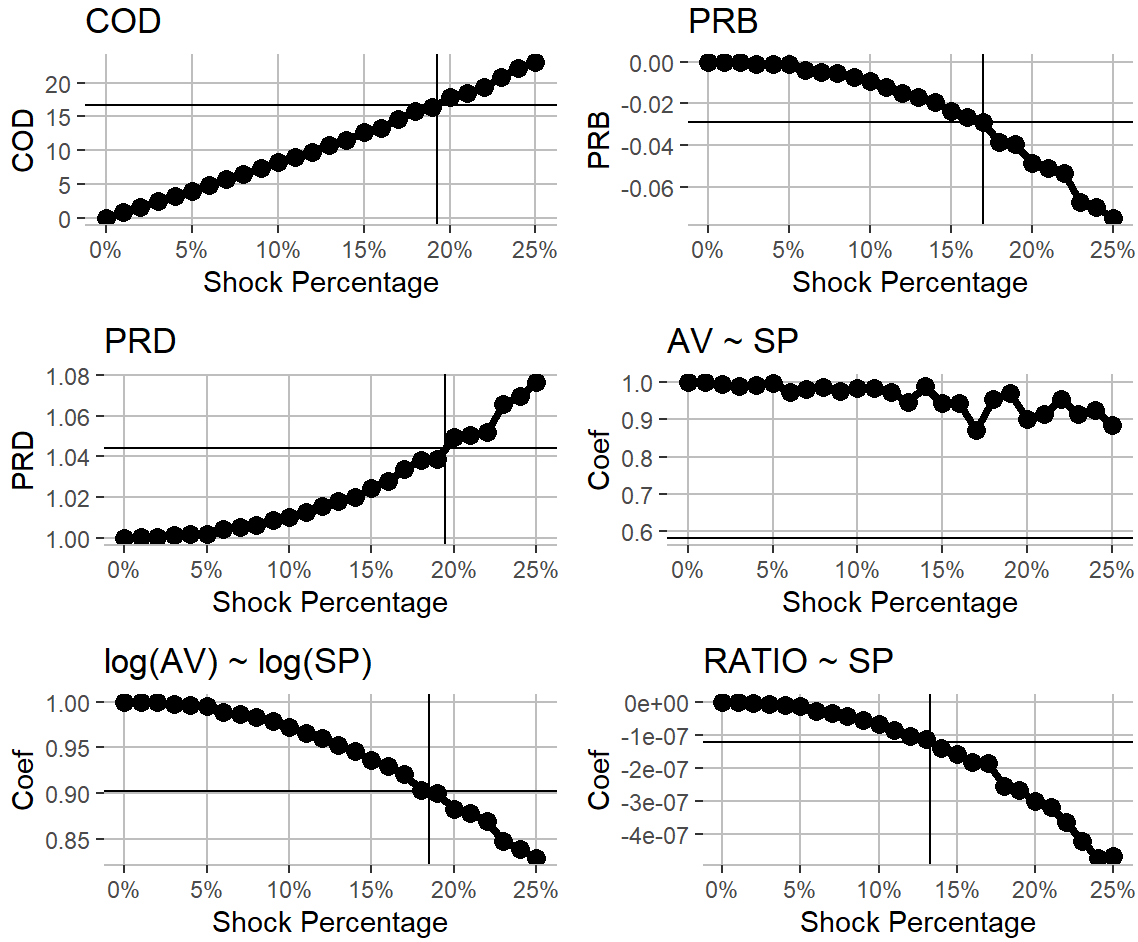 COD
COD
20
15
10
5
0
0% 5% 10% 15% 20% 25%
Shock Percentage
PRB
PRB
0.00
-0.02
-0.04
-0.06
0% 5% 10% 15% 20% 25%
Shock Percentage
PRD
PRD
1.08
1.06
1.04
1.02
1.00
0% 5% 10% 15% 20% 25%
Shock Percentage
AV ~ SP
Coef
1.0
0.9
0.8
0.7
0.6
0% 5% 10% 15% 20% 25%
Shock Percentage
log(AV) ~ log(SP)
Coef
1.00
0.95
0.90
0.85
0% 5% 10% 15% 20% 25%
Shock Percentage
RATIO ~ SP
Coef
0e+00
-1e-07
-2e-07
-3e-07
-4e-07
0% 5% 10% 15% 20% 25%
Shock Percentage